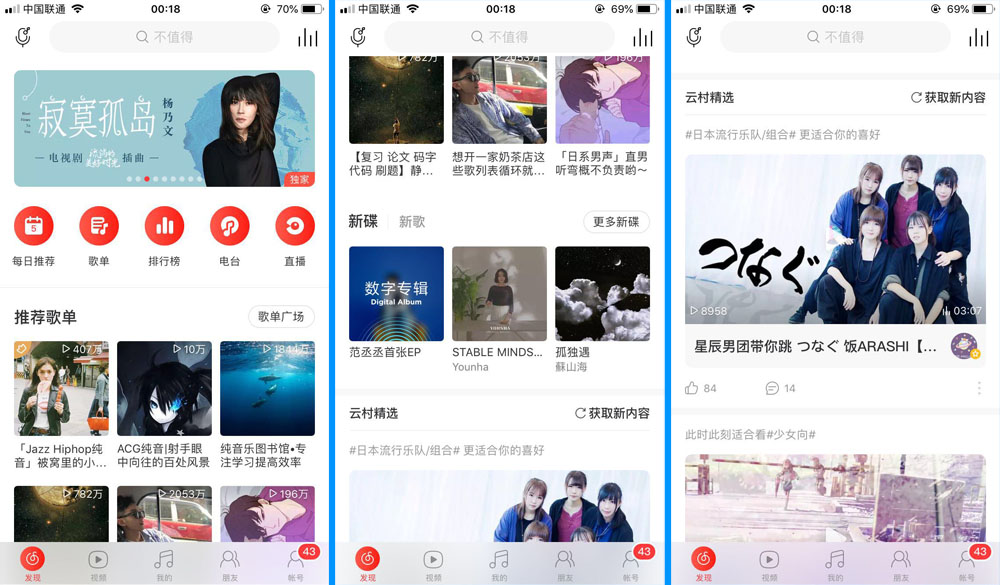 中国联通
00:18
70%
不值得
寂寞孤岛
杨乃文
电视剧
插曲
独家
5
每日推荐
歌单
排行榜
电台
直播
推荐歌单
歌单广场
407万
10万
1814万
「Jazz Hiphop纯音」被窝里的小…
ACG纯音|射手眼中向往的百处风景
纯音乐图书馆•专注学习提高效率
782万
2053万
196万
发现
视频
我的
朋友
帐号
43
中国联通
00:18
69%
不值得
782万
2053万
196万
【复习 论文 码字 代码 刷题】静…
想开一家奶茶店这些歌列表循环就…
「日系男声」直男听弯概不负责哟～
新碟
新歌
更多新碟
数字专辑
Digital Album
YOUNHA
范丞丞首张EP
STABLE MINDS...
Younha
孤独遇
蘇山海
云村精选
获取新内容
#日本流行乐队/组合# 更适合你的喜好
发现
视频
我的
朋友
帐号
43
中国联通
00:18
69%
不值得
云村精选
获取新内容
#日本流行乐队/组合# 更适合你的喜好
つなぐ
8958
03:07
星辰男团带你跳 つなぐ 饭ARASHI【...
84
14
此时此刻适合看#少女向#
发现
视频
我的
朋友
帐号
43